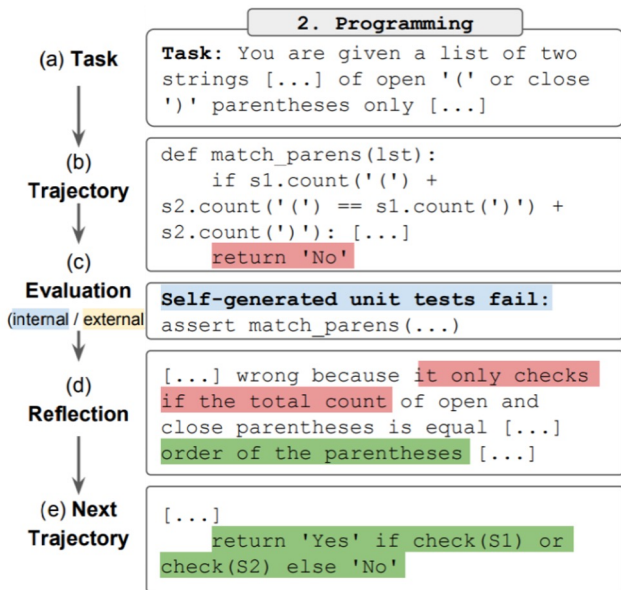 2. Programming
(a) Task
Task: You are given a list of two
strings [...] of open '(' or close
')' parentheses only [...]
(b)
Trajectory
def match_parens(lst):
    if s1.count('(') +
s2.count('(') == s1.count(')') +
s2.count(')'): [...]
    return 'No'
(c)
Evaluation
(internal / external
Self-generated unit tests fail:
assert match_parens(...)
(d)
Reflection
[...] wrong because it only checks
if the total count of open and
close parentheses is equal [...]
order of the parentheses [...]
(e) Next
Trajectory
[...]
    return 'Yes' if check(S1) or
check(S2) else 'No'